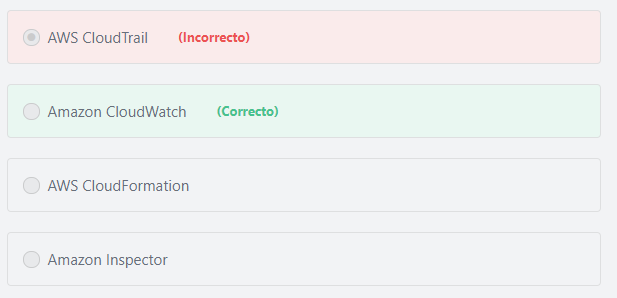 AWS CloudTrail (Incorrecto)
Amazon CloudWatch (Correcto)
AWS CloudFormation
Amazon Inspector